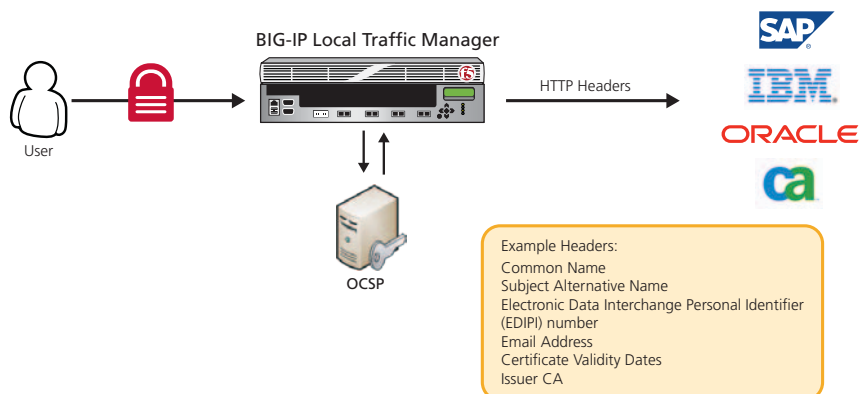 BIG-IP Local Traffic Manager
f5
User
HTTP Headers
SAP
IBM
ORACLE
ca
OCSP
Example Headers:
Common Name
Subject Alternative Name
Electronic Data Interchange Personal Identifier
(EDIPI) number
Email Address
Certificate Validity Dates
Issuer CA